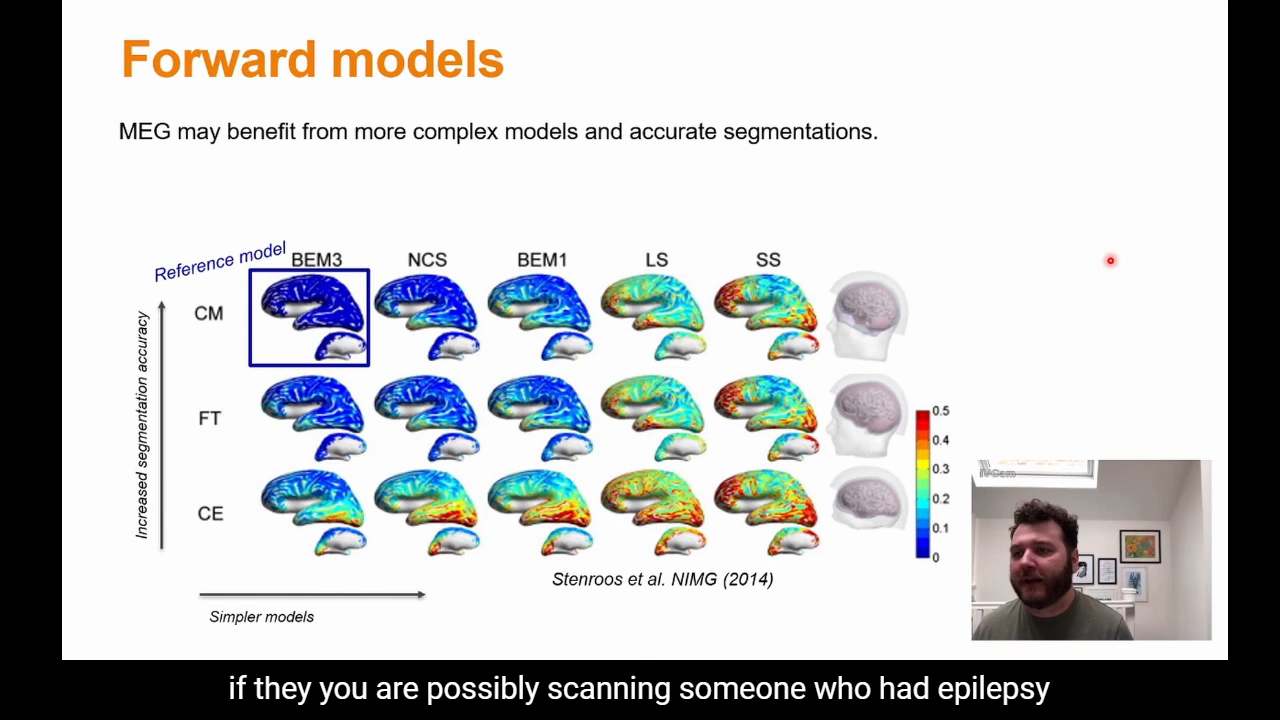 Forward models
MEG may benefit from more complex models and accurate segmentations.
Reference model
BEM3 NCS BEM1 LS SS
CM
FT
CE
Increased segmentation accuracy
0.5
0.4
0.3
0.2
0.1
0
Stenroos et al. NIMG (2014)
Simpler models
if they you are possibly scanning someone who had epilepsy